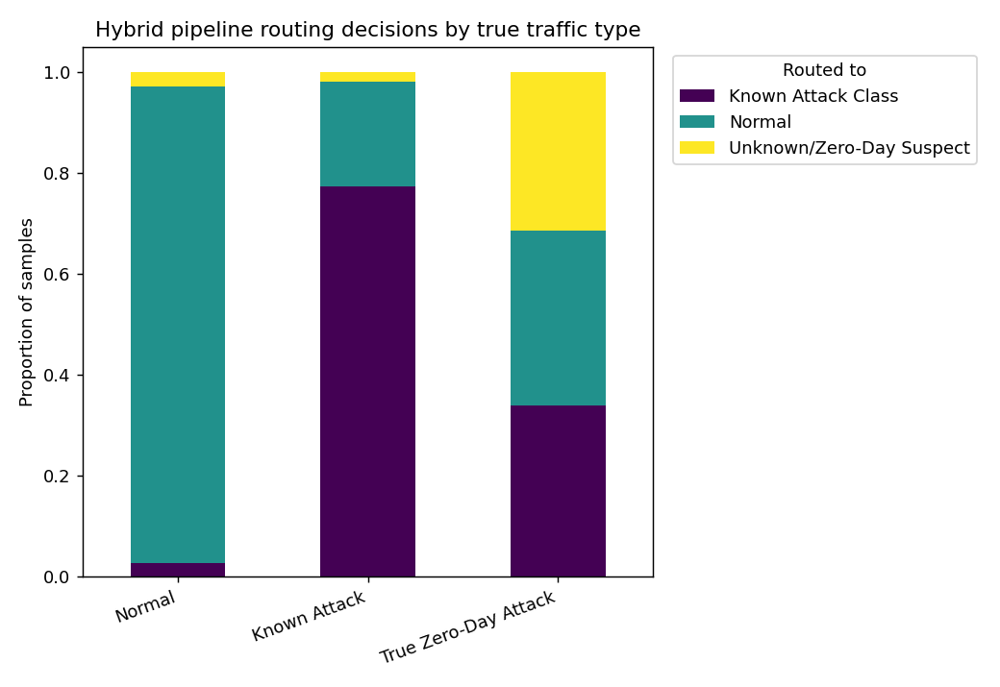 Hybrid pipeline routing decisions by true traffic type
Routed to
Known Attack Class
Normal
Unknown/Zero-Day Suspect
Proportion of samples
1.0
0.8
0.6
0.4
0.2
0.0
Normal
Known Attack
True Zero-Day Attack